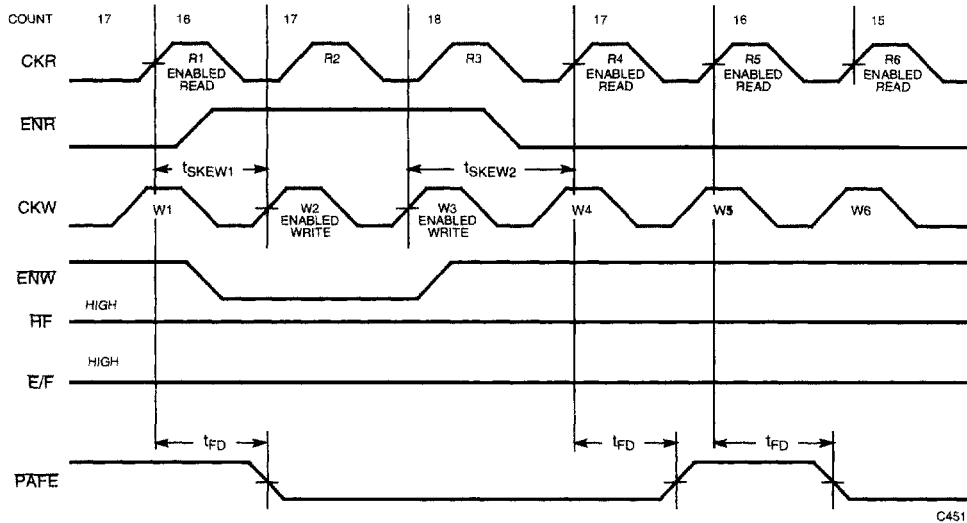 COUNT 17 16 17 18 17 16 15
CKR
R1 ENABLED READ
R2
R3
R4 ENABLED READ
R5 ENABLED READ
R6 ENABLED READ
ENR
tSKEW1
tSKEW2
CKW
W1
W2 ENABLED WRITE
W3 ENABLED WRITE
W4
W5
W6
ENW
HIGH
HF
HIGH
E/F
tFD
tFD
tFD
PAFE
C451